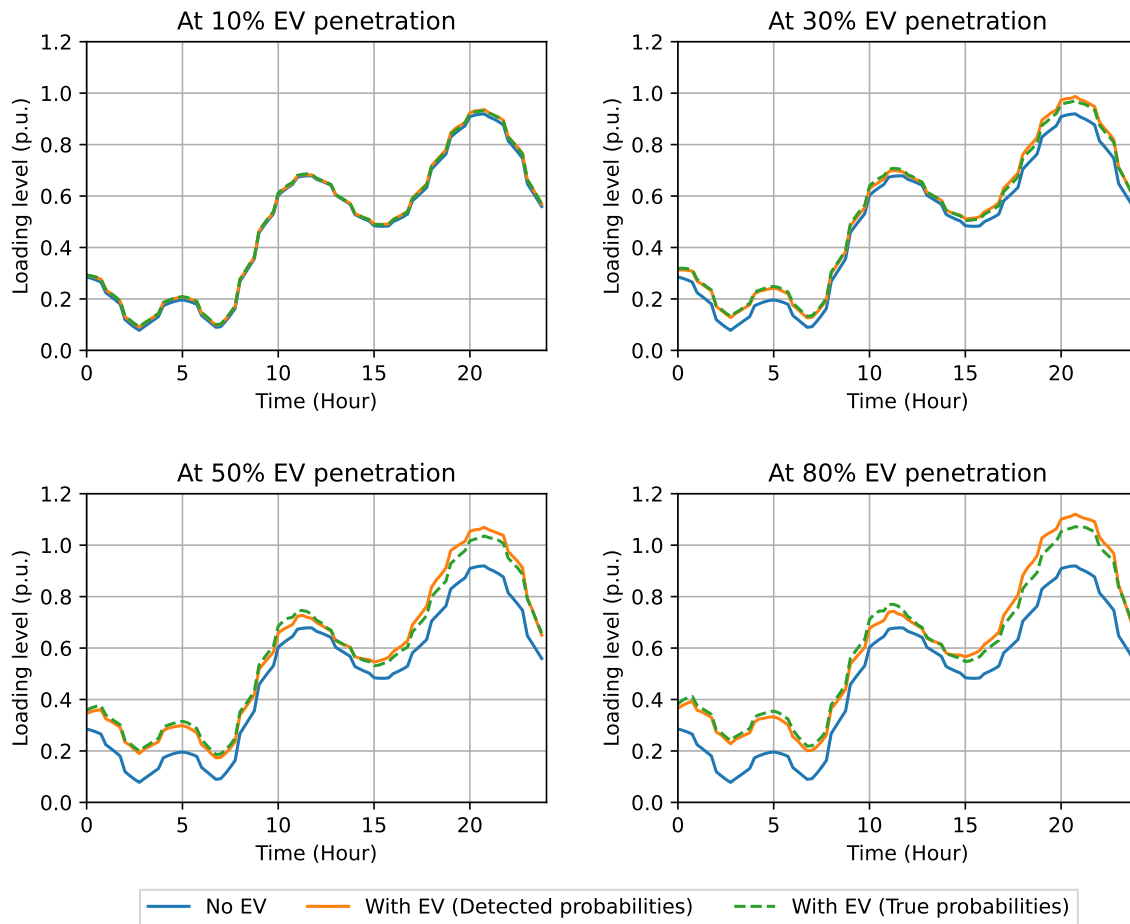 At 10% EV penetration
Loading level (p.u.)
1.2
1.0
0.8
0.6
0.4
0.2
0.0
0 5 10 15 20
Time (Hour)
At 30% EV penetration
Loading level (p.u.)
1.2
1.0
0.8
0.6
0.4
0.2
0.0
0 5 10 15 20
Time (Hour)
At 50% EV penetration
Loading level (p.u.)
1.2
1.0
0.8
0.6
0.4
0.2
0.0
0 5 10 15 20
Time (Hour)
At 80% EV penetration
Loading level (p.u.)
1.2
1.0
0.8
0.6
0.4
0.2
0.0
0 5 10 15 20
Time (Hour)
No EV With EV (Detected probabilities) With EV (True probabilities)